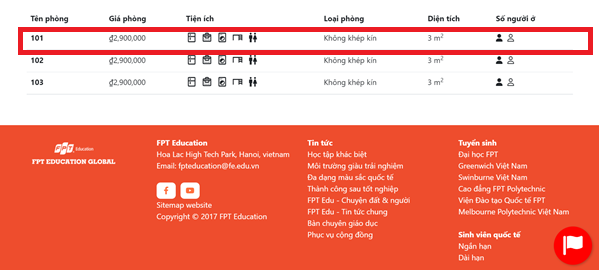 Tên phòng Giá phòng Tiện ích Loại phòng Diện tích Số người ở
101 ₫2,900,000 Không khép kín 3 m²
102 ₫2,900,000 Không khép kín 3 m²
103 ₫2,900,000 Không khép kín 3 m²
FPT Education
FPT EDUCATION GLOBAL
FPT Education
Hoa Lac High Tech Park, Hanoi, vietnam
Email: fpteducation@fe.edu.vn
Sitemap website
Copyright © 2017 FPT Education
Tin tức
Học tập khác biệt
Môi trường giàu trải nghiệm
Đa dạng màu sắc quốc tế
Thành công sau tốt nghiệp
FPT Edu - Chuyện đất & người
FPT Edu - Tin tức chung
Bản chuyên giáo dục
Phục vụ cộng đồng
Tuyển sinh
Đại học FPT
Greenwich Việt Nam
Swinburne Việt Nam
Cao đẳng FPT Polytechnic
Viện Đào tạo Quốc tế FPT
Melbourne Polytechnic Việt Nam
Sinh viên quốc tế
Ngắn hạn
Dài hạn